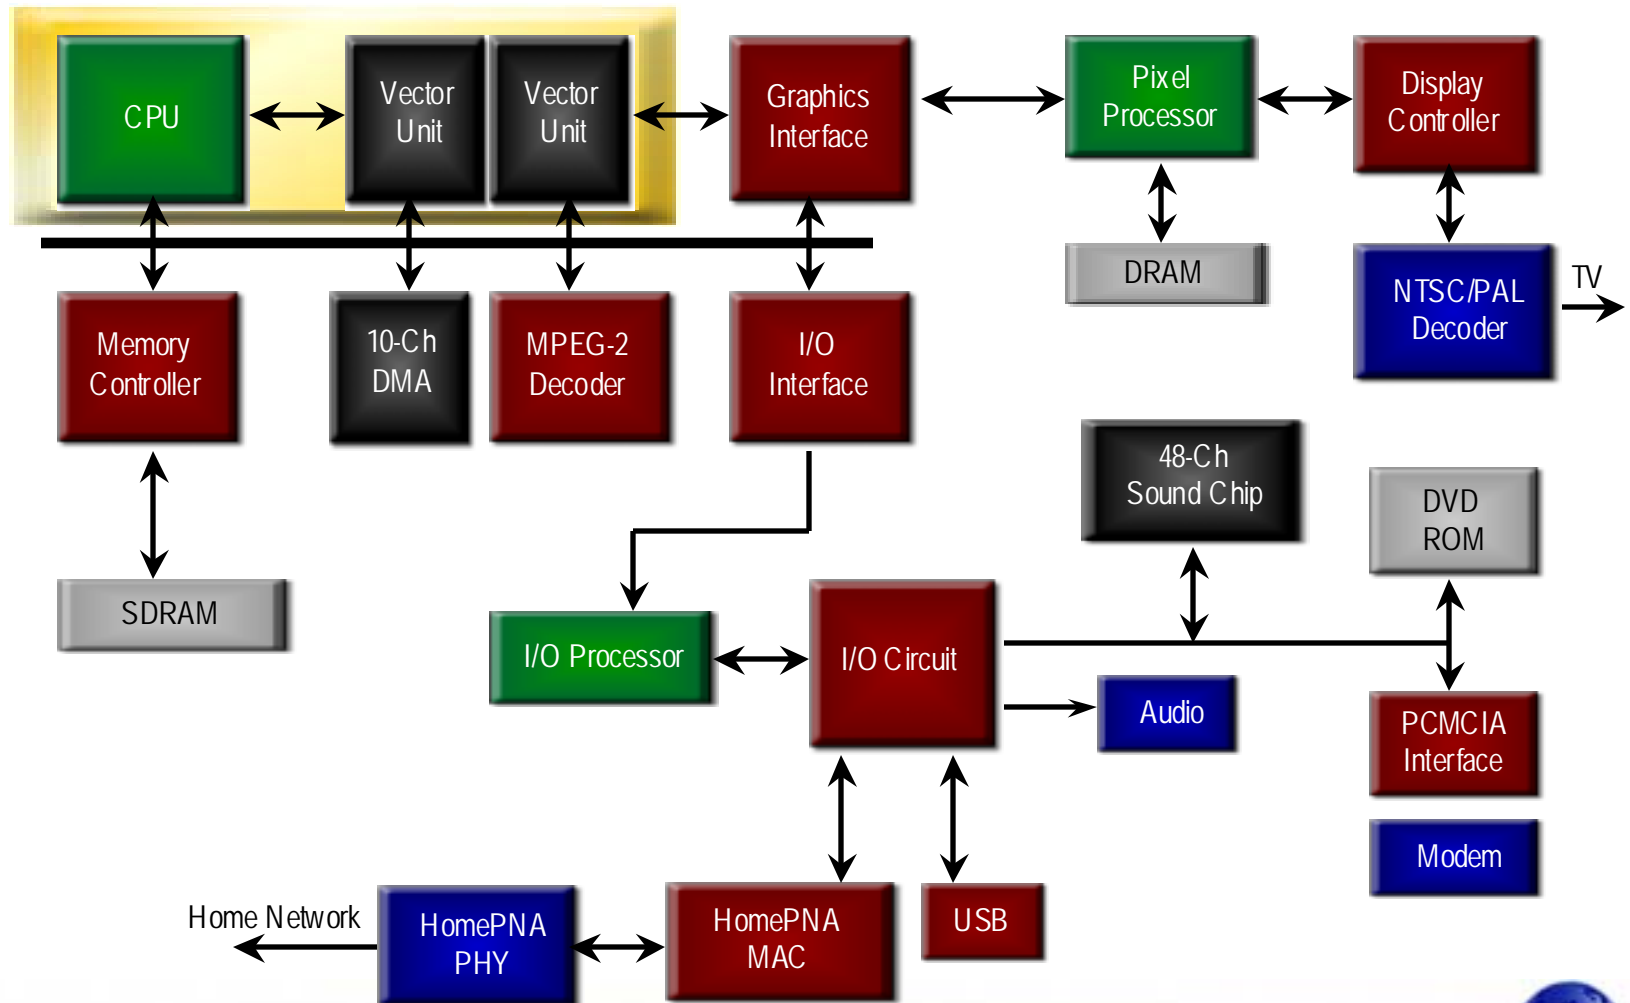 CPU
Vector
Unit
Vector
Unit
Graphics
Interface
Pixel
Processor
Display
Controller
DRAM
NTSC/PAL
Decoder
TV
Memory
Controller
10-Ch
DMA
MPEG-2
Decoder
I/O
Interface
48-Ch
Sound Chip
DVD
ROM
SDRAM
I/O Processor
I/O Circuit
Audio
PCMCIA
Interface
Modem
Home Network
HomePNA
PHY
HomePNA
MAC
USB